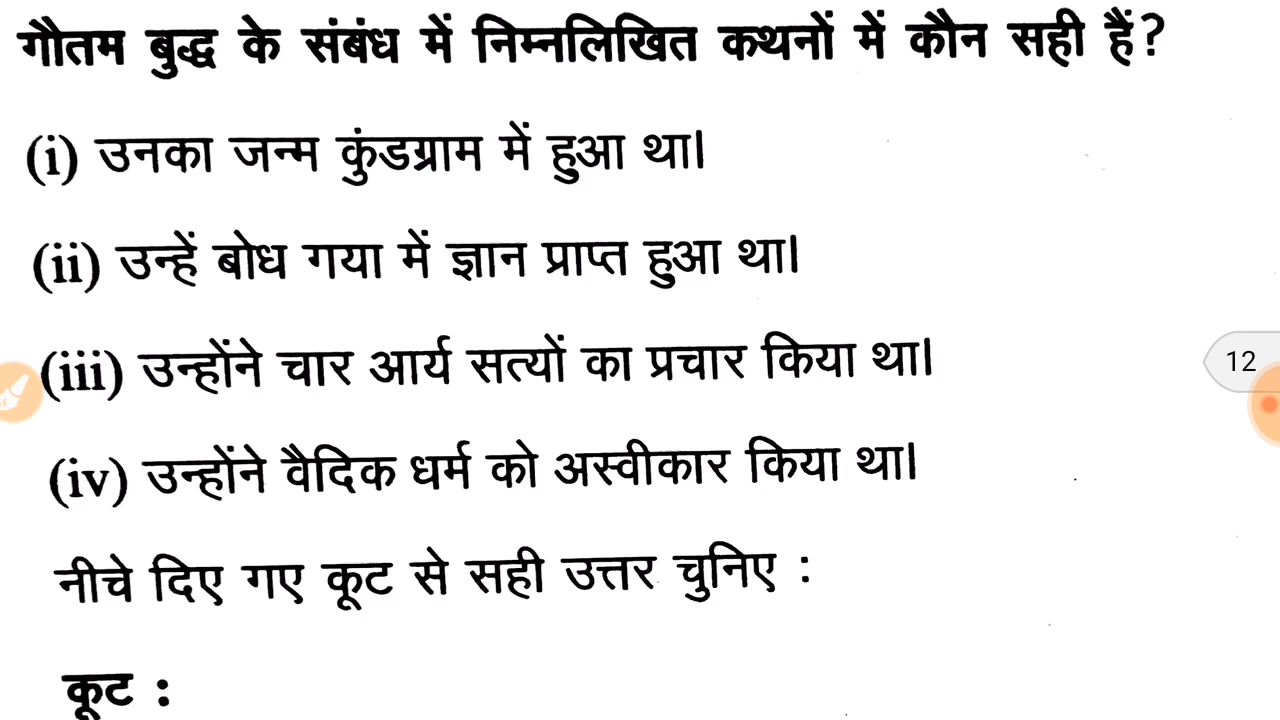 गौतम बुद्ध के संबंध में निम्नलिखित कथनों में कौन सही हैं?
(i) उनका जन्म कुंडग्राम में हुआ था।
(ii) उन्हें बोध गया में ज्ञान प्राप्त हुआ था।
(iii) उन्होंने चार आर्य सत्यों का प्रचार किया था।
12
(iv) उन्होंने वैदिक धर्म को अस्वीकार किया था।
नीचे दिए गए कूट से सही उत्तर चुनिए :
कूट :